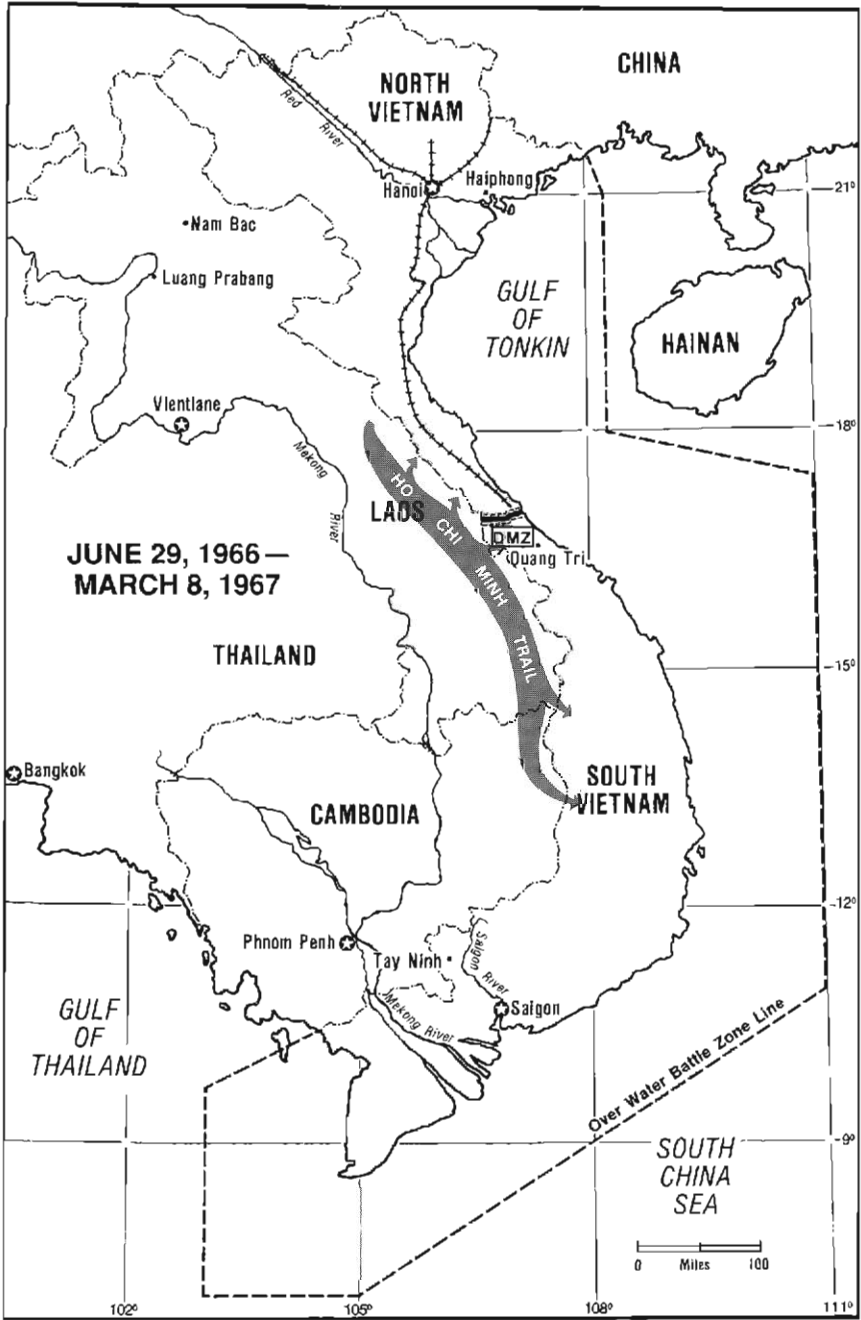 CHINA
NORTH
VIETNAM
Red
River
Hanoi
Haiphong
21°
Nam Bac
Luang Prabang
GULF
OF
TONKIN
HAINAN
Vientiane
18°
Mekong
River
HO
CHI
MINH
TRAIL
LAOS
DMZ
Quang Tri
JUNE 29, 1966—
MARCH 8, 1967
THAILAND
15°
Bangkok
SOUTH
VIETNAM
CAMBODIA
12°
Phnom Penh
Tay Ninh
Saigon
River
Saigon
Mekong River
GULF
OF
THAILAND
Over Water Battle Zone Line
9°
SOUTH
CHINA
SEA
0 Miles 100
102° 105° 108° 111°